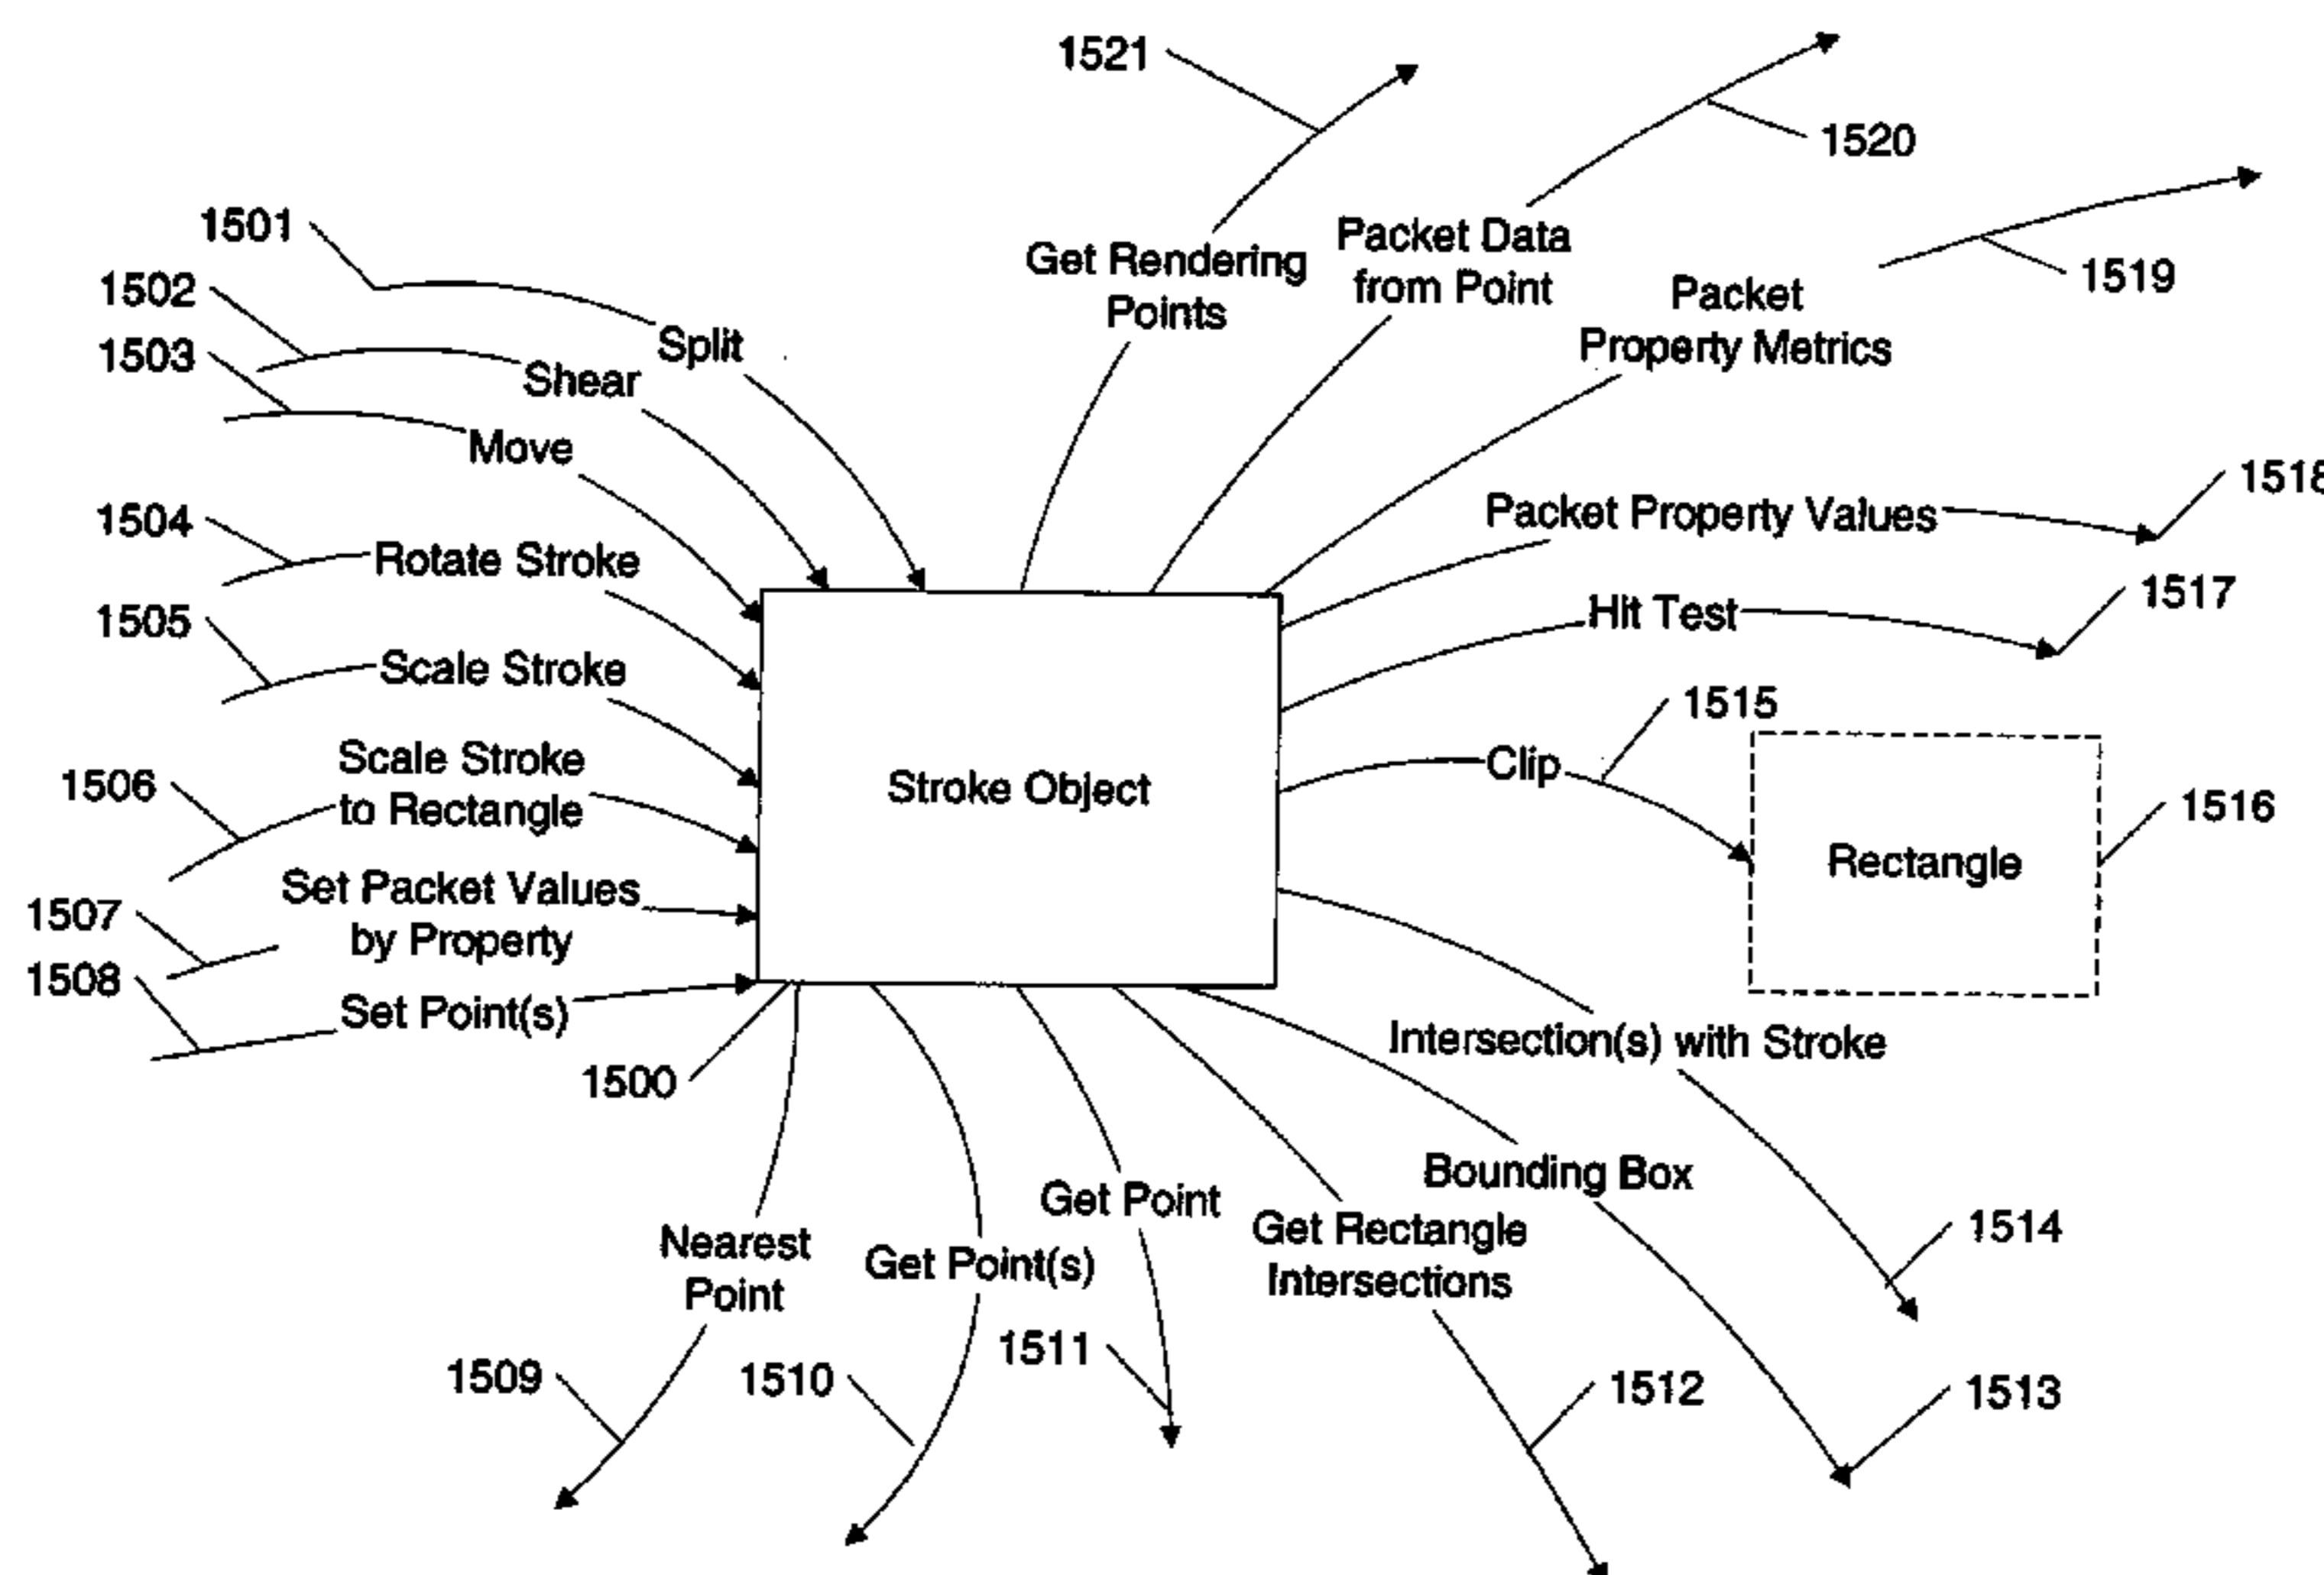 1521
1520
1519
1501
1502
1503
Get Rendering
Points
Packet Data
from Point
Packet
Property Metrics
Split
Shear
Move
1504
Rotate Stroke
1505
Scale Stroke
1506
Scale Stroke
to Rectangle
1507
Set Packet Values
by Property
1508
Set Point(s)
1500
Stroke Object
Packet Property Values
1518
Hit Test
1517
1515
Clip
Rectangle
1516
Intersection(s) with Stroke
Bounding Box
Get Rectangle
Intersections
Get Point
Get Point(s)
Nearest
Point
1514
1509
1510
1511
1512
1513